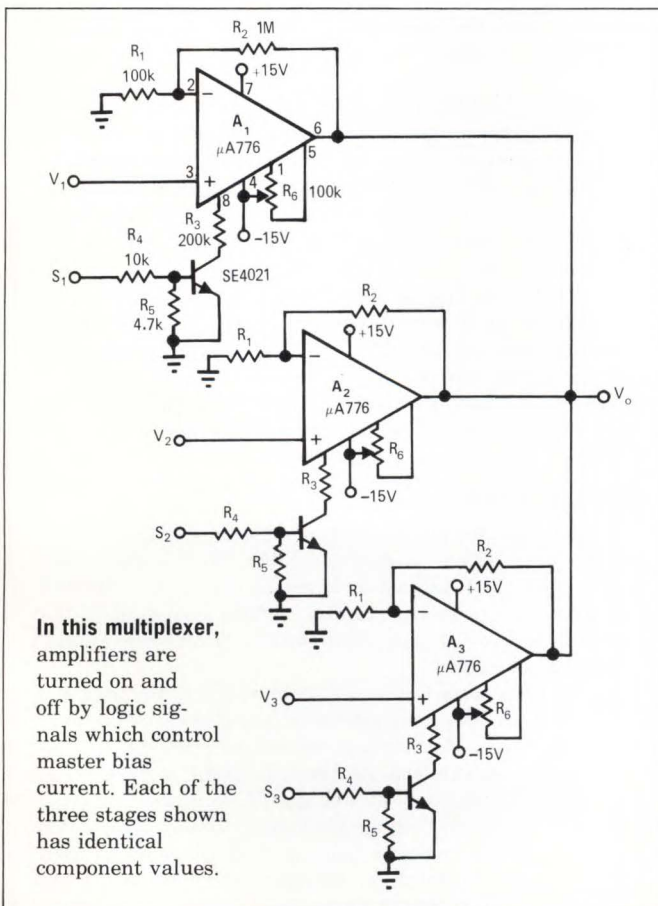 R2 1M
R1
100k
+15V
2
7
−
A1
μA776
6
5
V1
3
+
4
1
R6
100k
8
R3
200k
−15V
R4
10k
S1
SE4021
R5
4.7k
R2
R1
+15V
−
A2
μA776
Vo
V2
+
R6
R3
−15V
R4
S2
R5
R2
R1
+15V
−
A3
μA776
V3
+
R6
R3
−15V
R4
S3
R5
In this multiplexer,
amplifiers are
turned on and
off by logic sig-
nals which control
master bias
current. Each of the
three stages shown
has identical
component values.